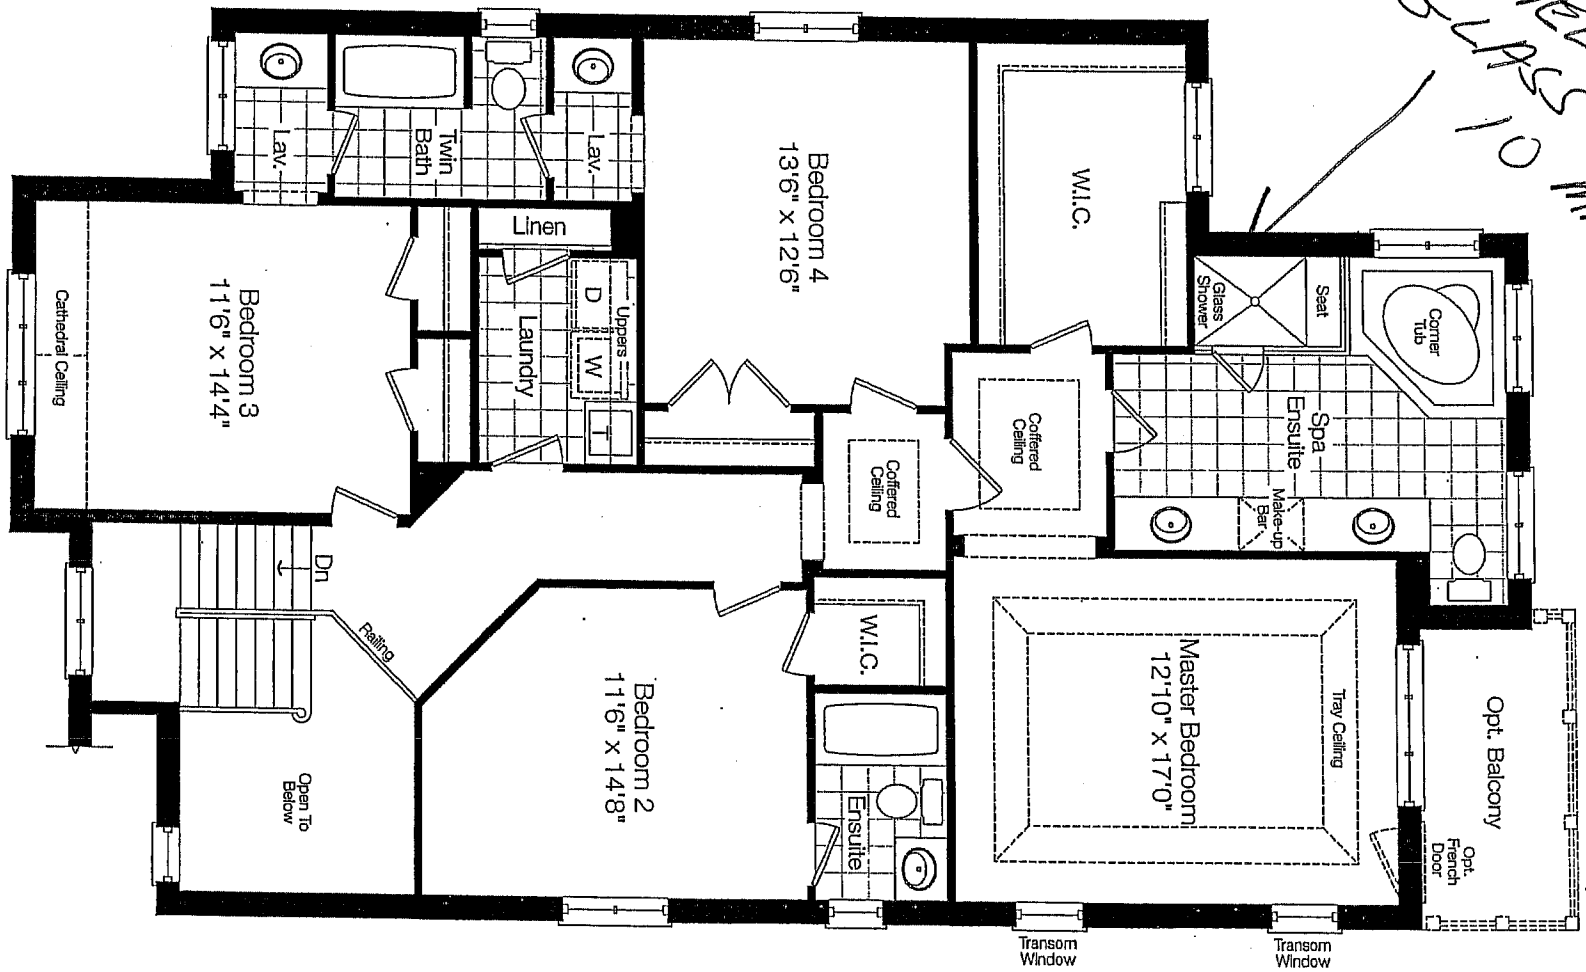 GLASS
10 M
Lav.
Twin
Bath
Lav.
Bedroom 4
13'6" x 12'6"
W.I.C.
Linen
D
W
Uppers
Laundry
T
Bedroom 3
11'6" x 14'4"
Cathedral Ceiling
Glass
Shower
Seat
Corner
Tub
Spa
Ensuite
Make-up
Bar
Coffered
Ceiling
Coffered
Ceiling
Dn
Railing
W.I.C.
Master Bedroom
12'10" x 17'0"
Tray Ceiling
Opt. Balcony
Opt.
French
Door
Bedroom 2
11'6" x 14'8"
Ensuite
Open To
Below
Transom
Window
Transom
Window